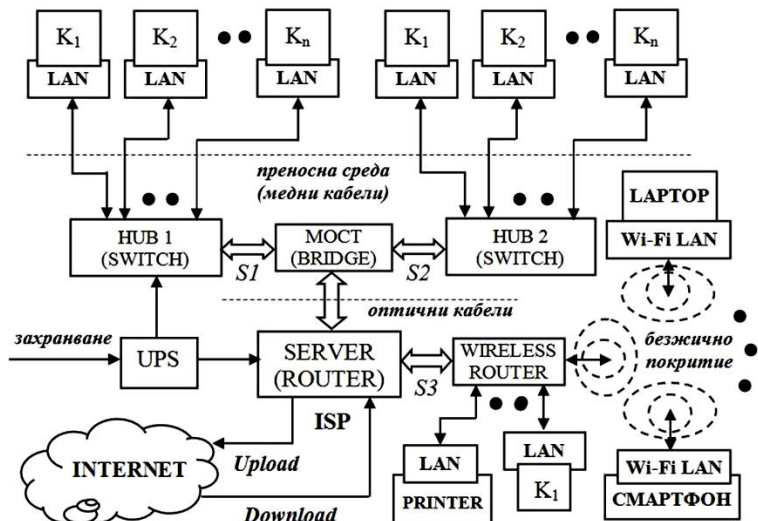 K1 K2 Kn K1 K2 Kn
LAN LAN LAN LAN LAN LAN
преносна среда
(медни кабели)
LAPTOP
Wi-Fi LAN
HUB 1
(SWITCH)
S1
МОСТ
(BRIDGE)
S2
HUB 2
(SWITCH)
оптични кабели
захранване
UPS
SERVER
(ROUTER)
ISP
S3
WIRELESS
ROUTER
безжично
покритие
INTERNET
Upload
Download
LAN
PRINTER
LAN
K1
Wi-Fi LAN
СМАРТФОН